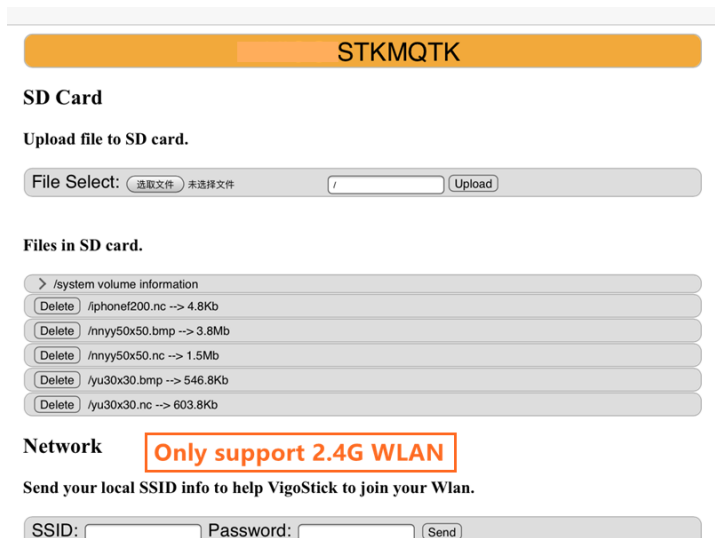 STKMQTK
SD Card
Upload file to SD card.
File Select: 选取文件 未选择文件 / Upload
Files in SD card.
/system volume information
Delete /iphonef200.nc --> 4.8Kb
Delete /nnyy50x50.bmp --> 3.8Mb
Delete /nnyy50x50.nc --> 1.5Mb
Delete /yu30x30.bmp --> 546.8Kb
Delete /yu30x30.nc --> 603.8Kb
Network Only support 2.4G WLAN
Send your local SSID info to help VigoStick to join your Wlan.
SSID: Password: Send